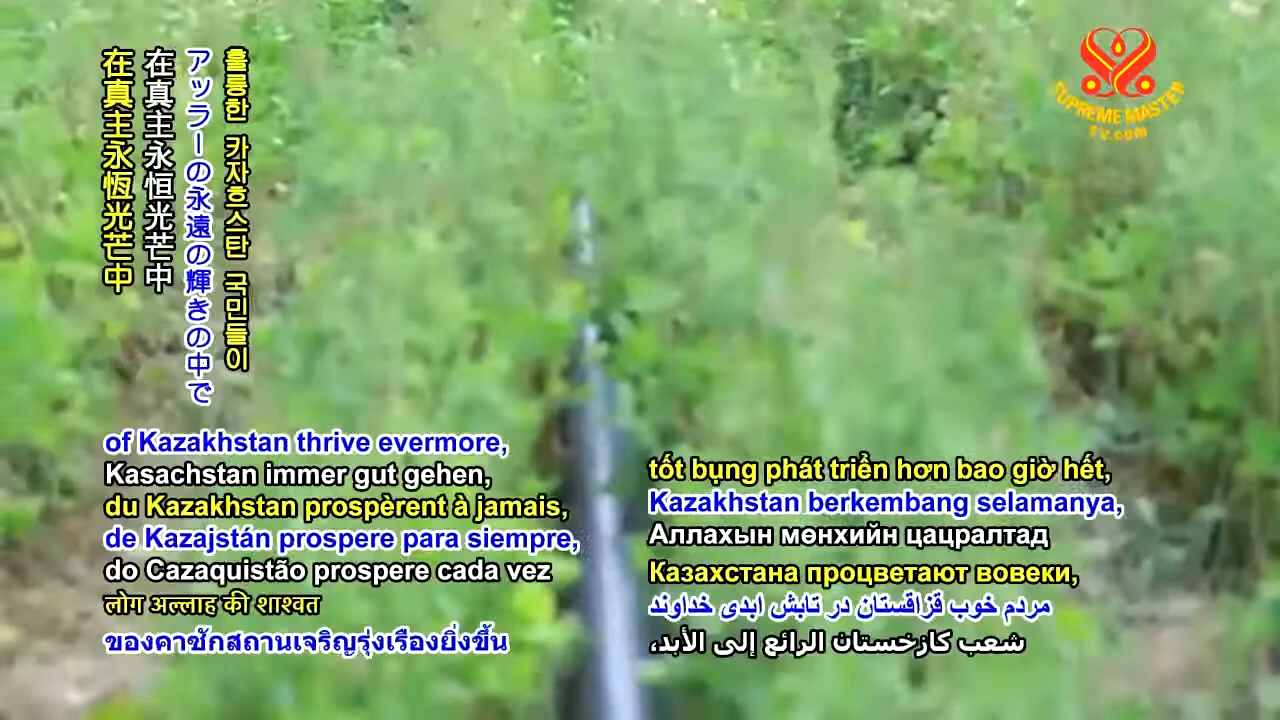 在真主永恆光芒中
在真主永恒光芒中
アッラーの永遠の輝きの中で
훌륭한 카자흐스탄 국민들이
SUPREME MASTER
TV.com
of Kazakhstan thrive evermore,
Kasachstan immer gut gehen,
du Kazakhstan prospèrent à jamais,
de Kazajstán prospere para siempre,
do Cazaquistão prospere cada vez
लोग अल्लाह की शाश्वत
ของคาซัคสถานเจริญรุ่งเรืองยิ่งขึ้น
tốt bụng phát triển hơn bao giờ hết,
Kazakhstan berkembang selamanya,
Аллахын мөнхийн цацралтад
Казахстана процветают вовеки,
مردم خوب قزاقستان در تابش ابدی خداوند
شعب كازخستان الرائع إلى الأبد،